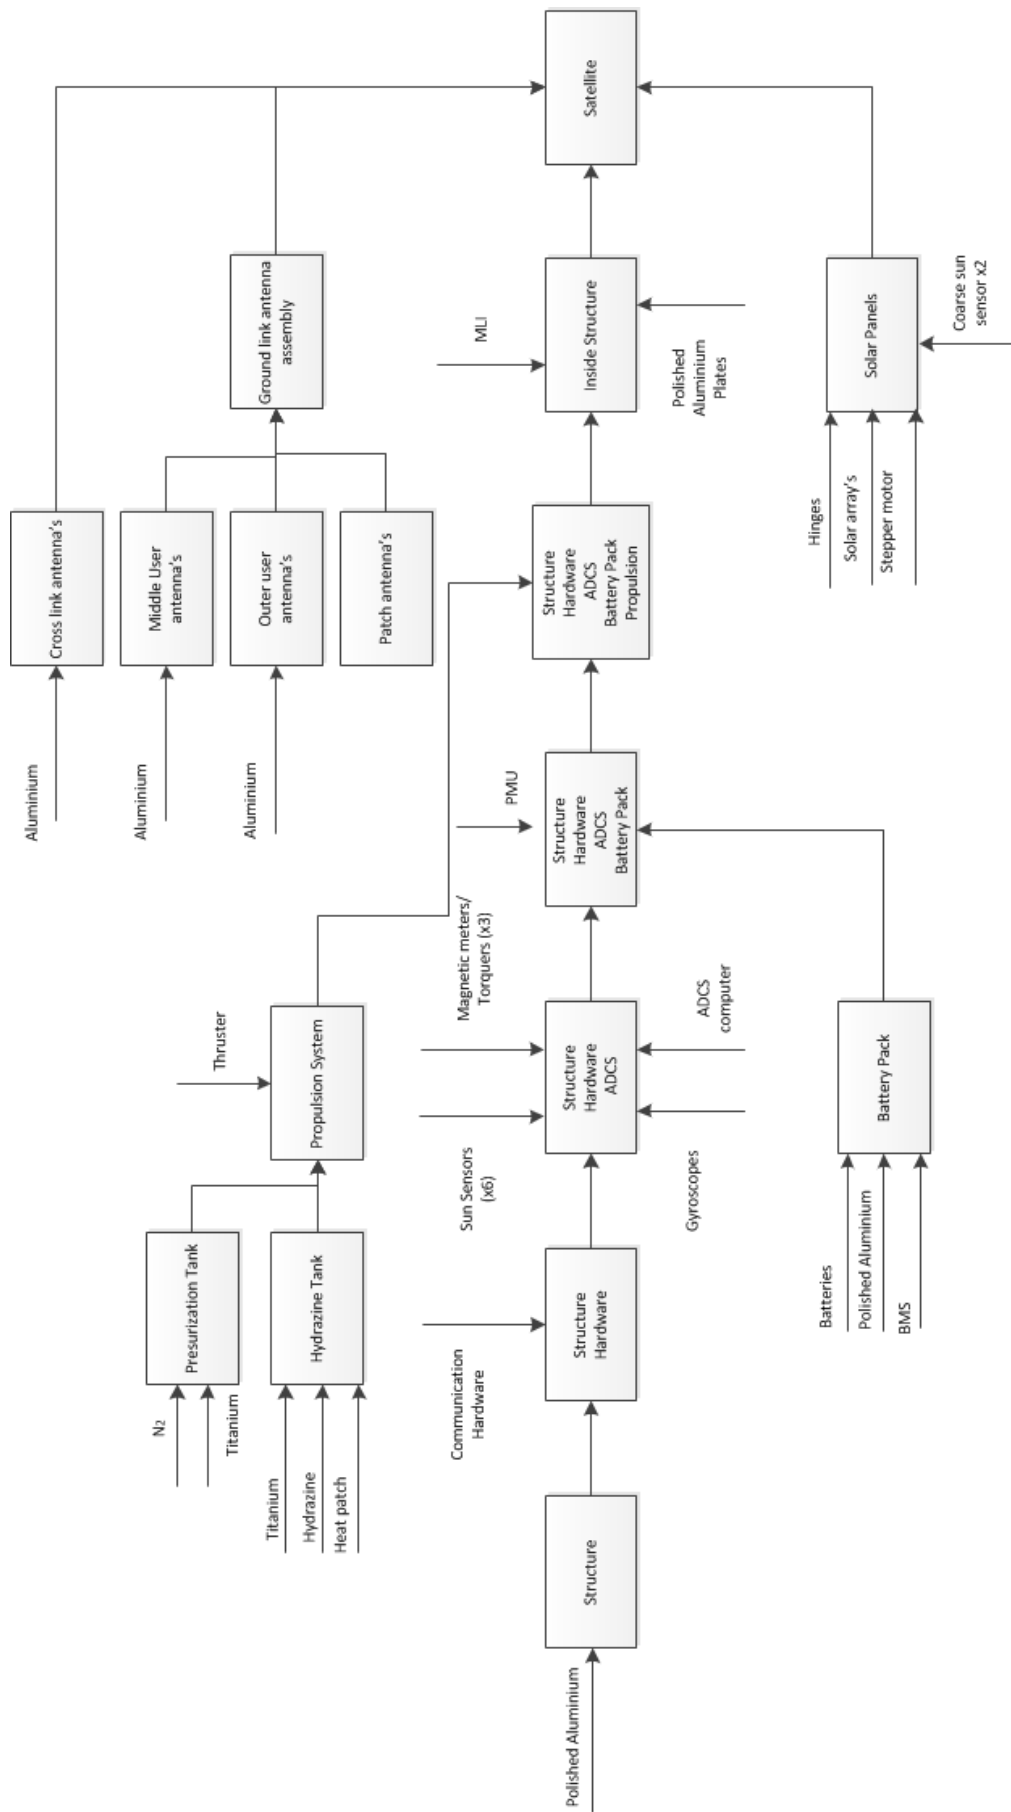 Polished Aluminium
Structure
Communication
Hardware
Structure
Hardware
N2
Titanium
Presurization Tank
Titanium
Hydrazine
Heat patch
Hydrazine Tank
Thruster
Propulsion System
Sun Sensors
(x6)
Magnetic meters/
Torquers (x3)
Gyroscopes
ADCS
computer
Structure
Hardware
ADCS
Batteries
Polished Aluminium
BMS
Battery Pack
PMU
Structure
Hardware
ADCS
Battery Pack
Structure
Hardware
ADCS
Battery Pack
Propulsion
Aluminium
Cross link antenna's
Aluminium
Middle User
antenna's
Aluminium
Outer user
antenna's
Patch antenna's
Ground link antenna
assembly
MLI
Polished
Aluminium
Plates
Inside Structure
Hinges
Solar array's
Stepper motor
Coarse sun
sensor x2
Solar Panels
Satellite